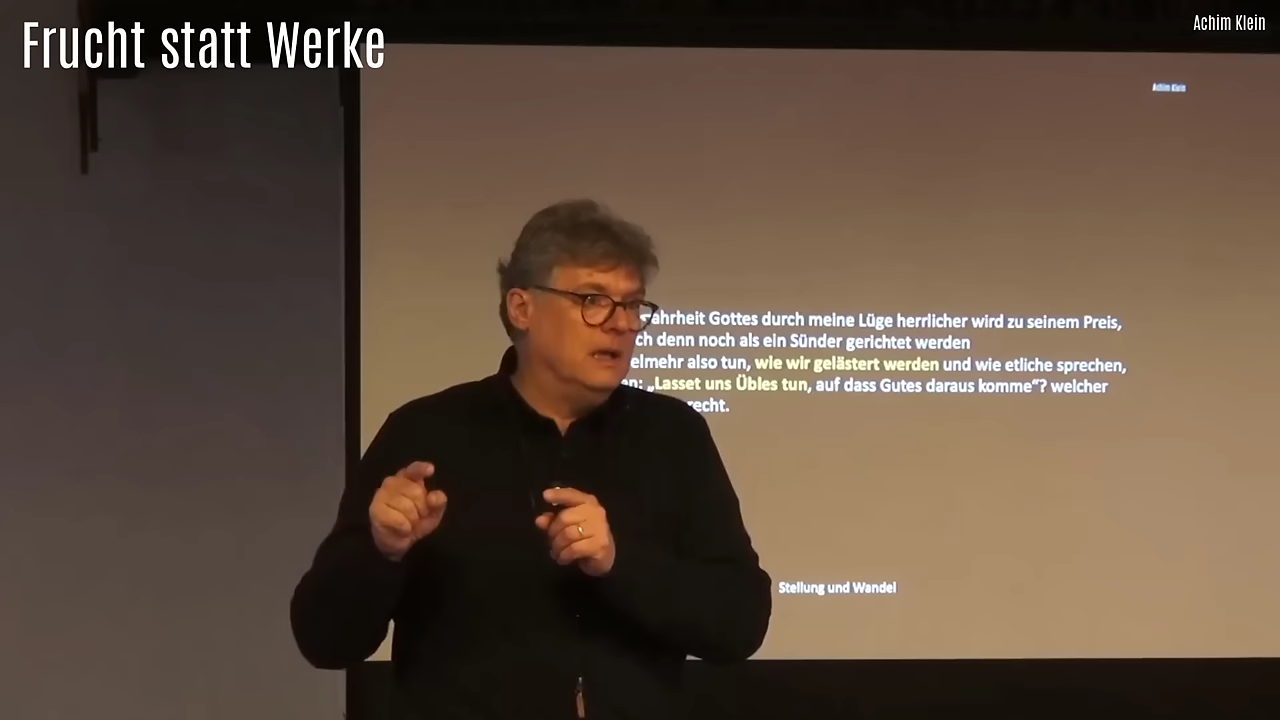 Frucht statt Werke
Achim Klein
Achim Klein
ahrheit Gottes durch meine Lüge herrlicher wird zu seinem Preis,
ch denn noch als ein Sünder gerichtet werden
elmehr also tun, wie wir gelästert werden und wie etliche sprechen,
en: „Lasset uns Übles tun, auf dass Gutes daraus komme“? welcher
recht.
Stellung und Wandel